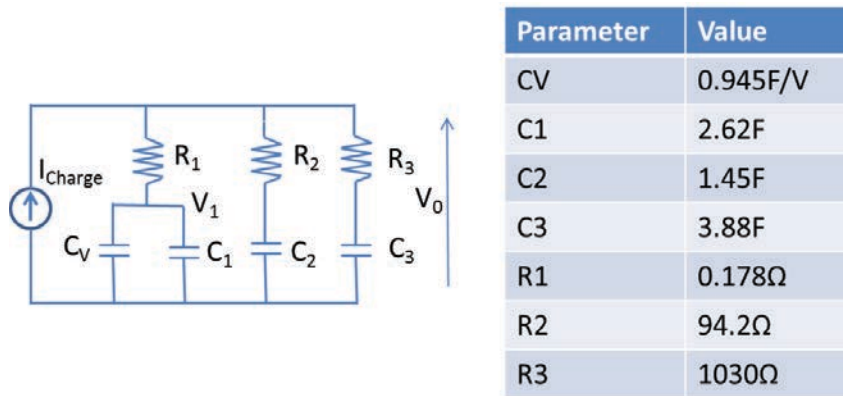 I Charge
R1
R2
R3
V1
V0
CV
C1
C2
C3
Parameter Value
CV 0.945F/V
C1 2.62F
C2 1.45F
C3 3.88F
R1 0.178Ω
R2 94.2Ω
R3 1030Ω